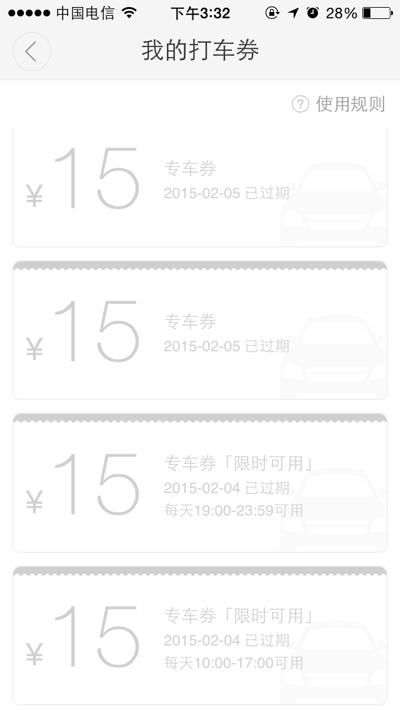 中国电信 下午3:32 28%
我的打车券
? 使用规则
¥15 专车券
2015-02-05 已过期
¥15 专车券
2015-02-05 已过期
¥15 专车券「限时可用」
2015-02-04 已过期
每天19:00-23:59可用
¥15 专车券「限时可用」
2015-02-04 已过期
每天10:00-17:00可用